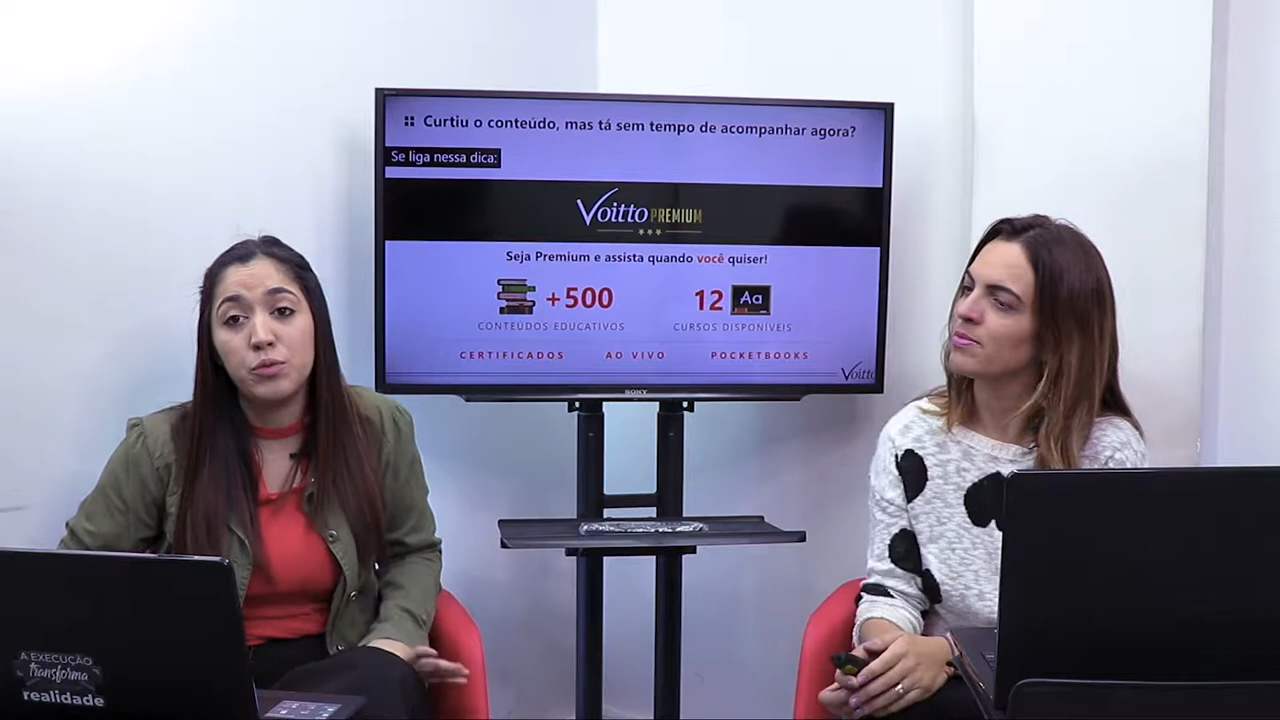 Curtiu o conteúdo, mas tá sem tempo de acompanhar agora?
Se liga nessa dica:
Voitto PREMIUM
Seja Premium e assista quando você quiser!
+500
12
Aa
CONTEÚDOS EDUCATIVOS
CURSOS DISPONÍVEIS
CERTIFICADOS
AO VIVO
POCKETBOOKS
Voitto
SONY
A EXECUÇÃO
transforma
realidade